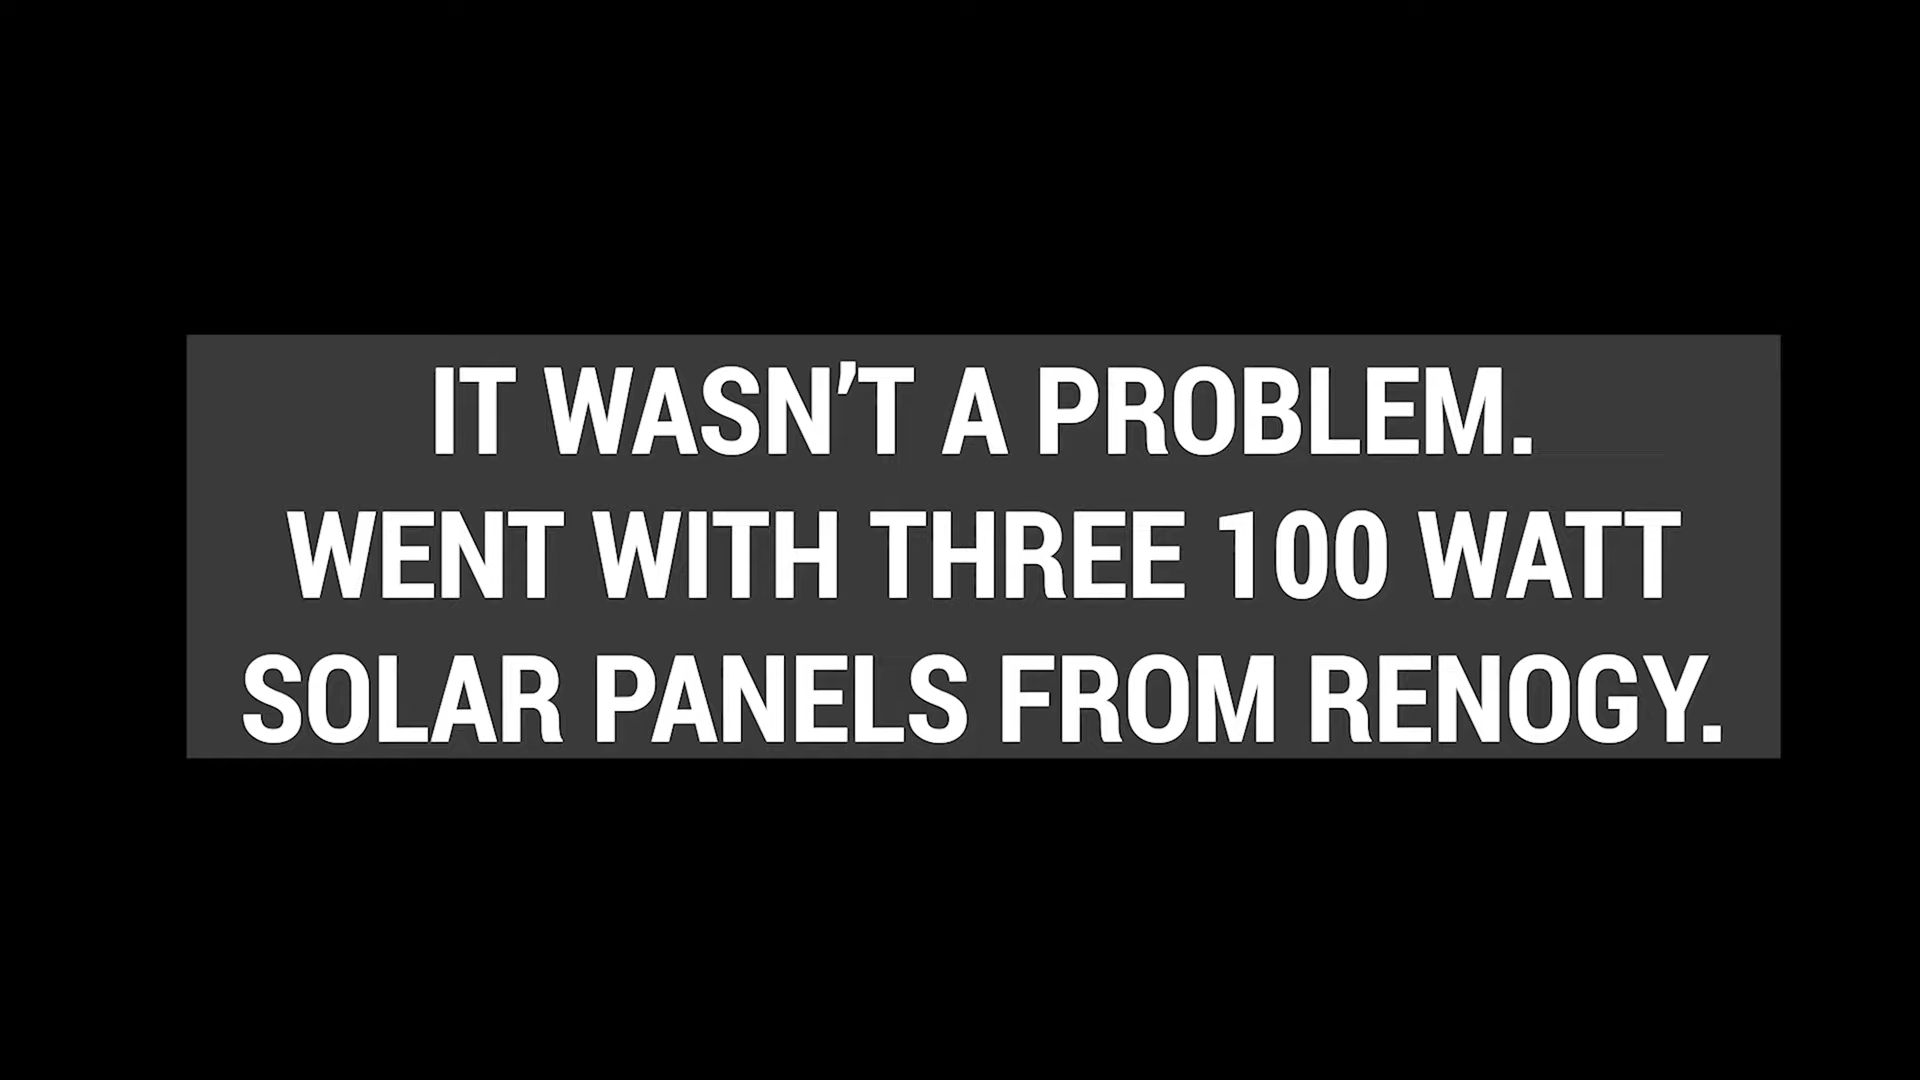 IT WASN’T A PROBLEM.
WENT WITH THREE 100 WATT
SOLAR PANELS FROM RENOGY.